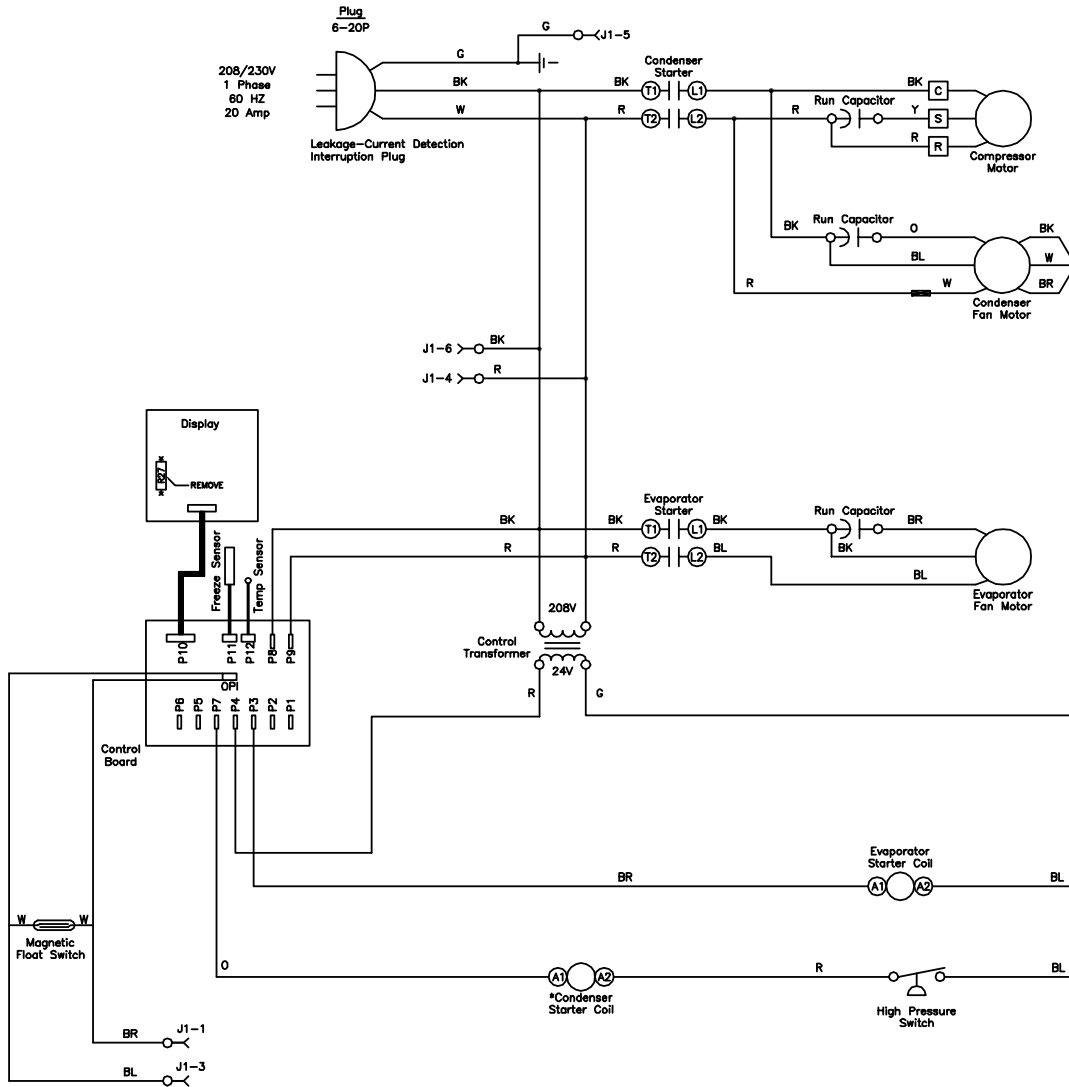 Plug
6-20P
G
J1-5
208/230V
1 Phase
60 HZ
20 Amp
G
BK
W
Leakage-Current Detection
Interruption Plug
Condenser
Starter
BK
T1
L1
R
T2
L2
BK
C
R
Run Capacitor
Y
S
R
R
Compressor
Motor
Run Capacitor
BK
O
BL
R
W
BK
W
BR
Condenser
Fan Motor
J1-6
BK
J1-4
R
Display
R27
REMOVE
Freeze Sensor
Temp Sensor
BK
R
Evaporator
Starter
BK
T1
L1
BK
R
T2
L2
BL
Run Capacitor
BR
BK
BL
Evaporator
Fan Motor
208V
Control
Transformer
24V
R
G
P10
P11
P12
P8
P9
OPI
P6
P5
P7
P4
P3
P2
P1
Control
Board
Evaporator
Starter Coil
BR
A1
A2
BL
W
W
Magnetic
Float Switch
O
A1
A2
*Condenser
Starter Coil
R
High Pressure
Switch
BL
BR
J1-1
BL
J1-3